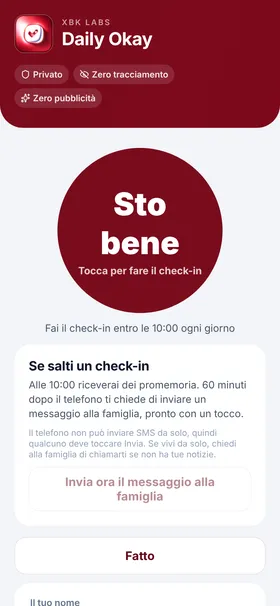 XBK LABS
Daily Okay
Privato
Zero tracciamento
Zero pubblicità
Sto
bene
Tocca per fare il check-in
Fai il check-in entro le 10:00 ogni giorno
Se salti un check-in
Alle 10:00 riceverai dei promemoria. 60 minuti
dopo il telefono ti chiede di inviare un
messaggio alla famiglia, pronto con un tocco.
Il telefono non può inviare SMS da solo, quindi
qualcuno deve toccare Invia. Se vivi da solo, chiedi
alla famiglia di chiamarti se non ha tue notizie.
Invia ora il messaggio alla
famiglia
Fatto
Il tuo nome